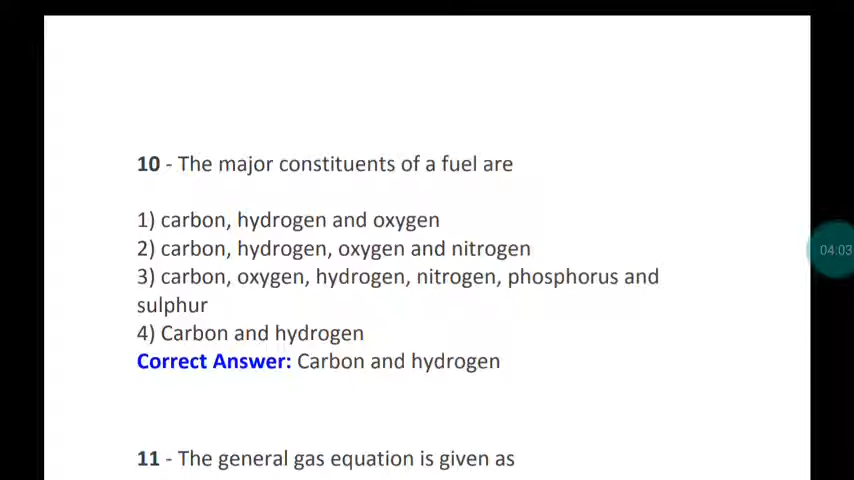 10 - The major constituents of a fuel are
1) carbon, hydrogen and oxygen
2) carbon, hydrogen, oxygen and nitrogen
3) carbon, oxygen, hydrogen, nitrogen, phosphorus and
sulphur
04:03
4) Carbon and hydrogen
Correct Answer: Carbon and hydrogen
11 - The general gas equation is given as